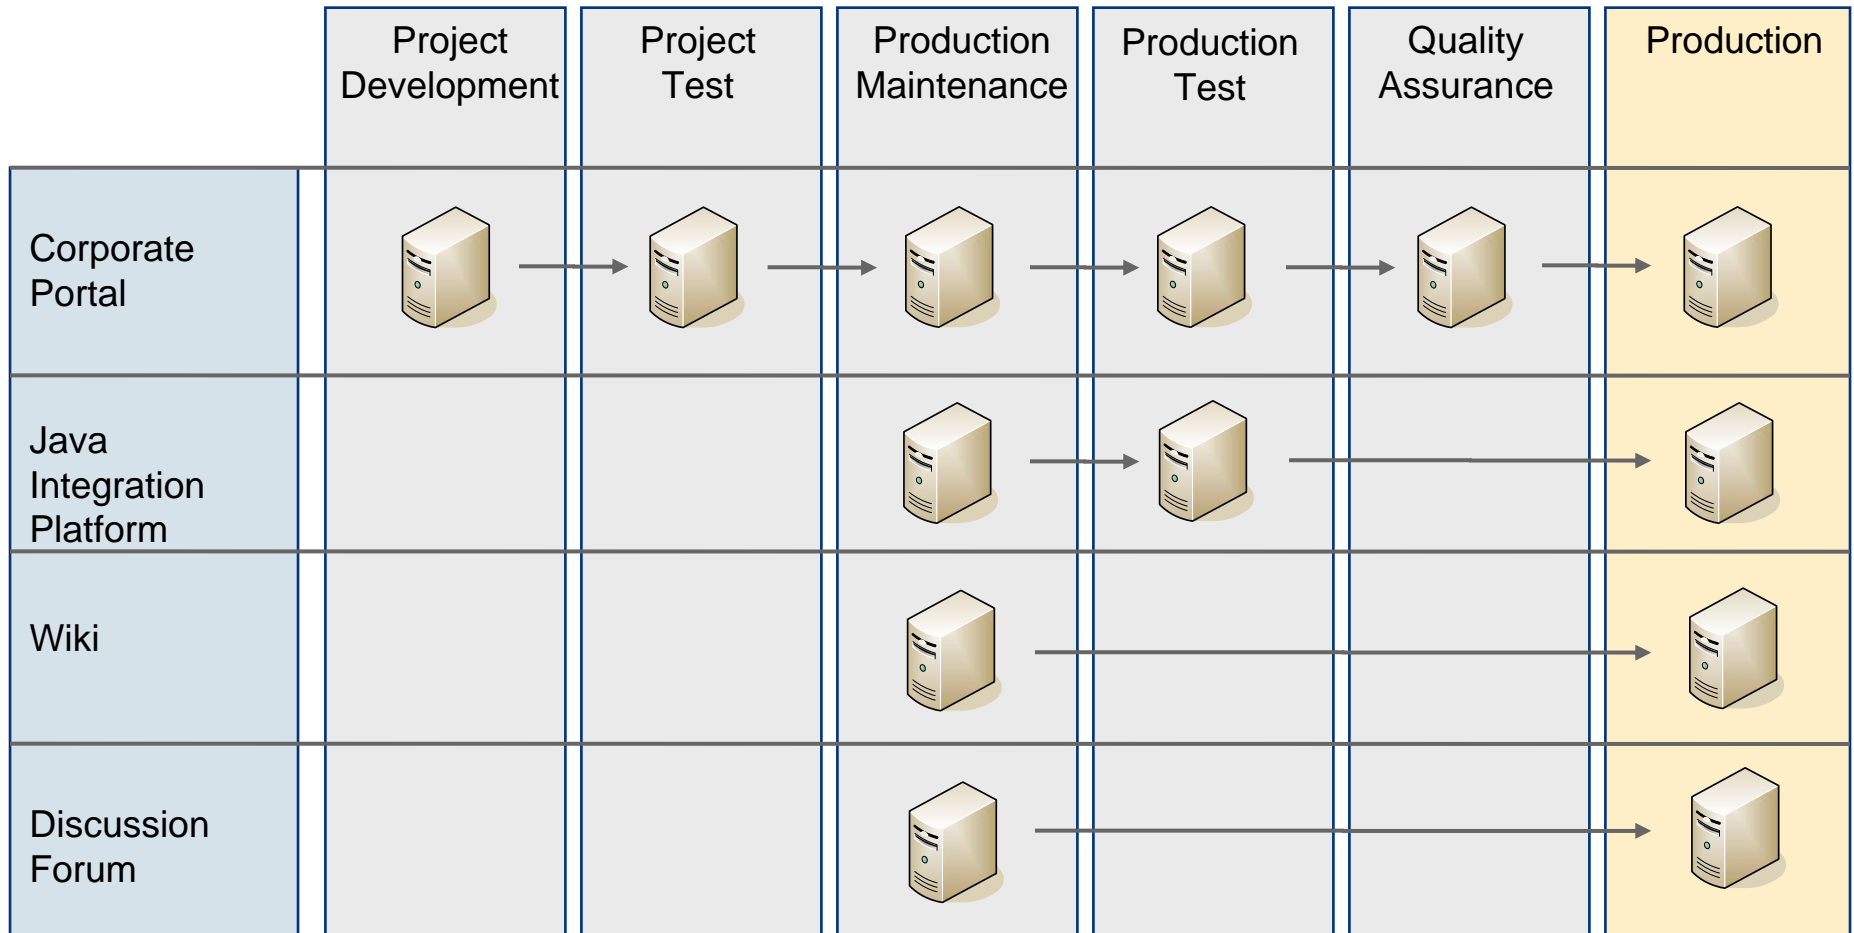 Project
Development
Project
Test
Production
Maintenance
Production
Test
Quality
Assurance
Production
Corporate
Portal
Java
Integration
Platform
Wiki
Discussion
Forum